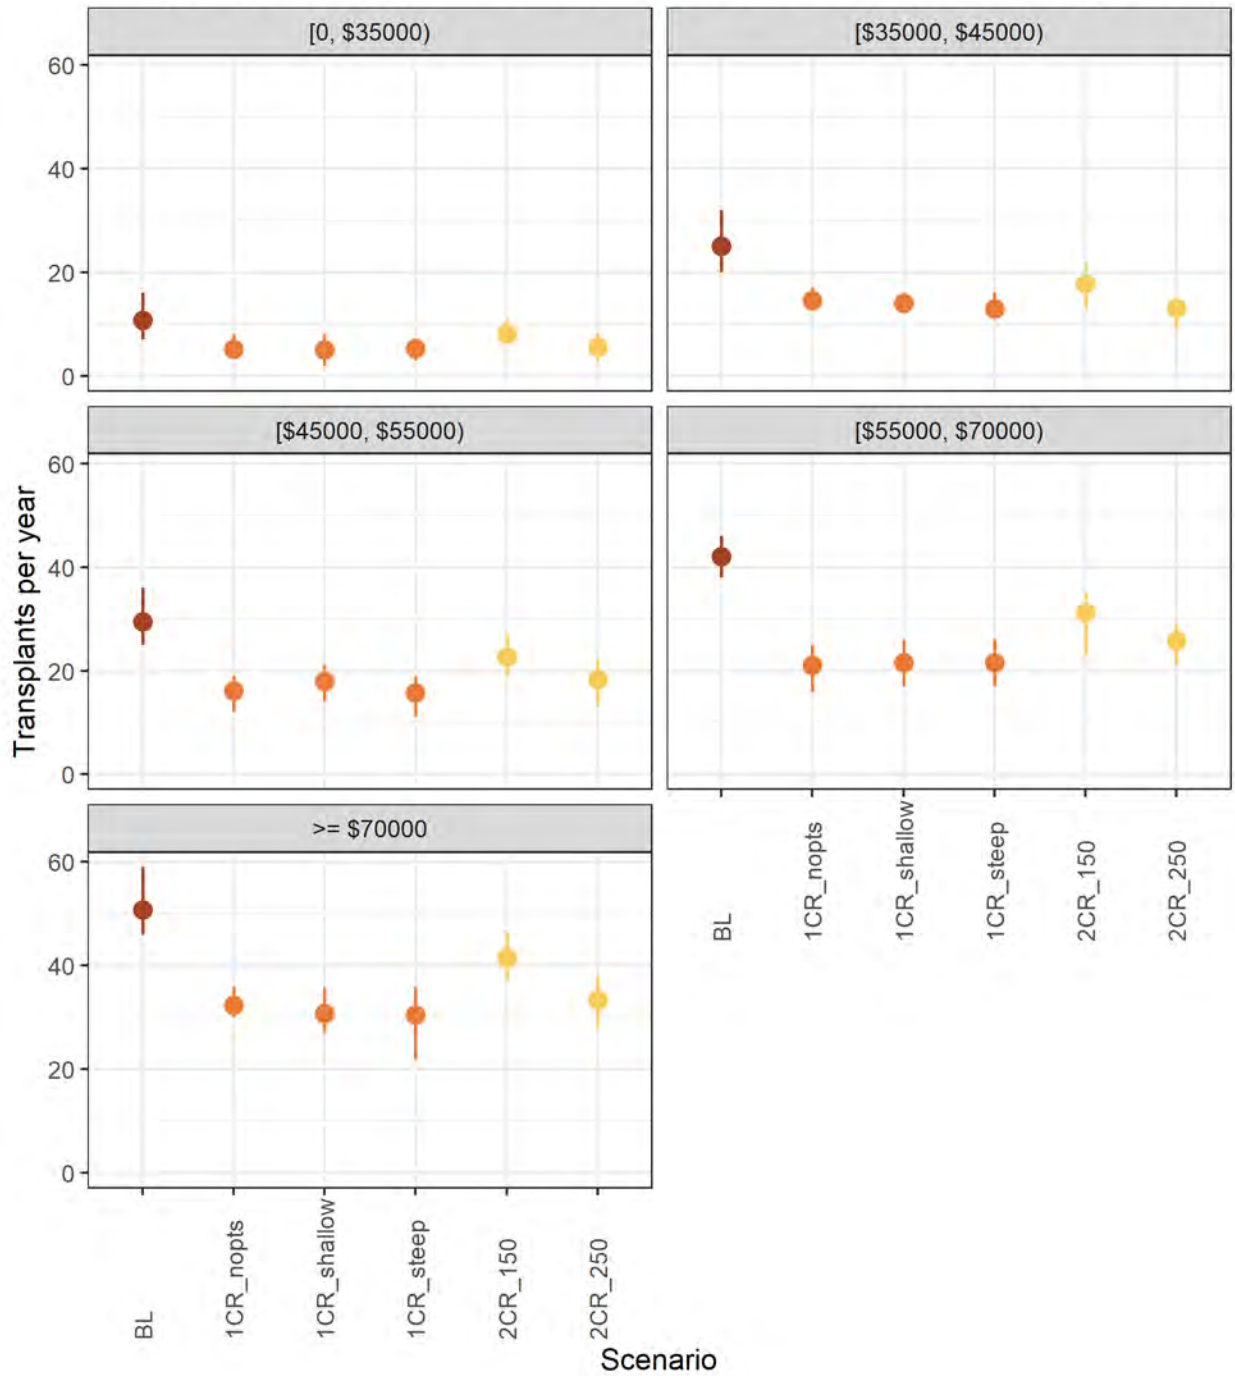 [0, $35000)
[$35000, $45000)
60
40
20
0
[$45000, $55000)
[$55000, $70000)
60
40
20
0
Transplants per year
>= $70000
60
40
20
0
BL
1CR_nopts
1CR_shallow
1CR_steep
2CR_150
2CR_250
BL
1CR_nopts
1CR_shallow
1CR_steep
2CR_150
2CR_250
Scenario